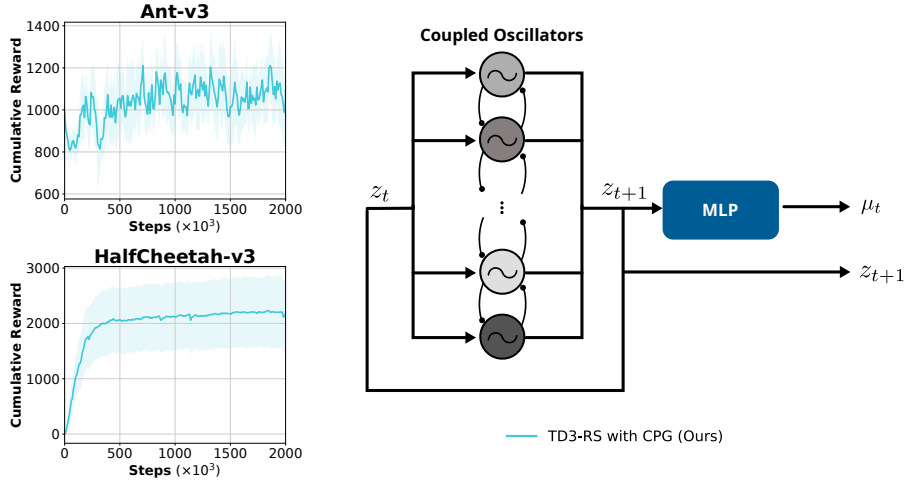 Ant-v3
Cumulative Reward
1400
1200
1000
800
600
0
500
1000
1500
2000
Steps (×10³)
HalfCheetah-v3
Cumulative Reward
3000
2000
1000
0
0
500
1000
1500
2000
Steps (×10³)
Coupled Oscillators
z_t
⋮
z_{t+1}
MLP
μ_t
z_{t+1}
TD3-RS with CPG (Ours)